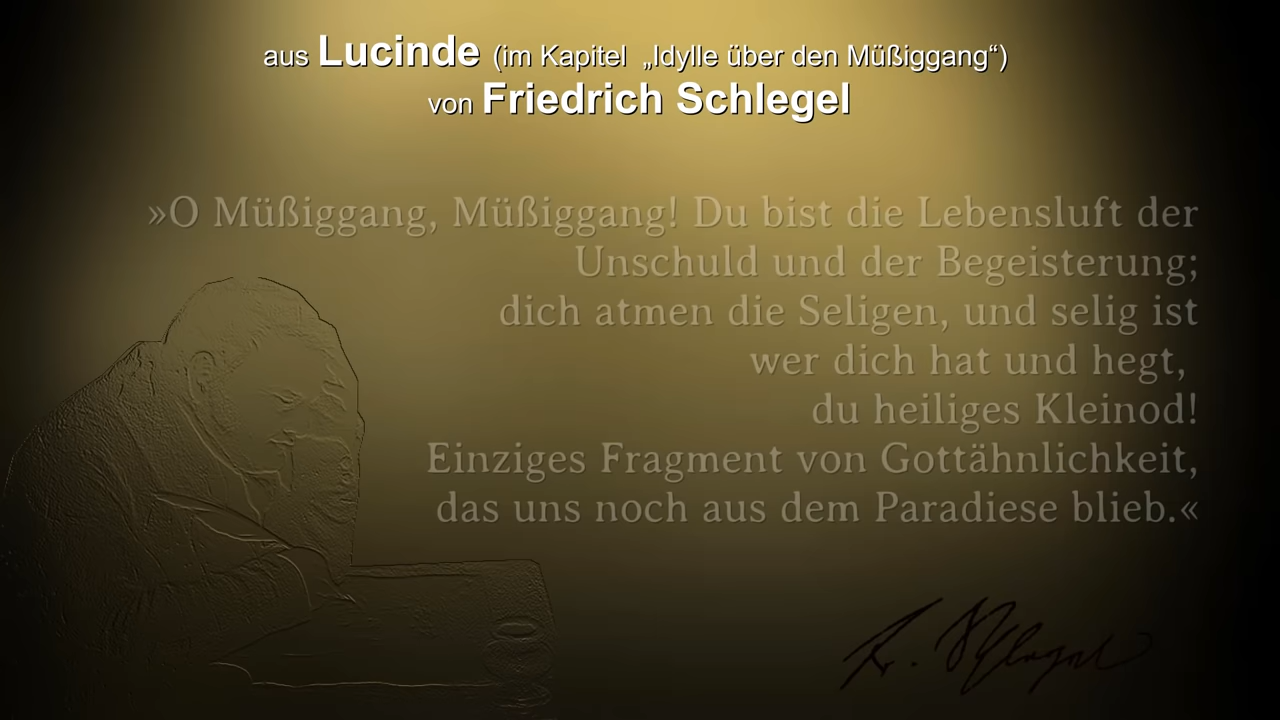 aus Lucinde (im Kapitel „Idylle über den Müßiggang“)
von Friedrich Schlegel
»O Müßiggang, Müßiggang! Du bist die Lebensluft der
Unschuld und der Begeisterung;
dich atmen die Seligen, und selig ist
wer dich hat und hegt,
du heiliges Kleinod!
Einziges Fragment von Gottähnlichkeit,
das uns noch aus dem Paradiese blieb.«
Fr. Schlegel